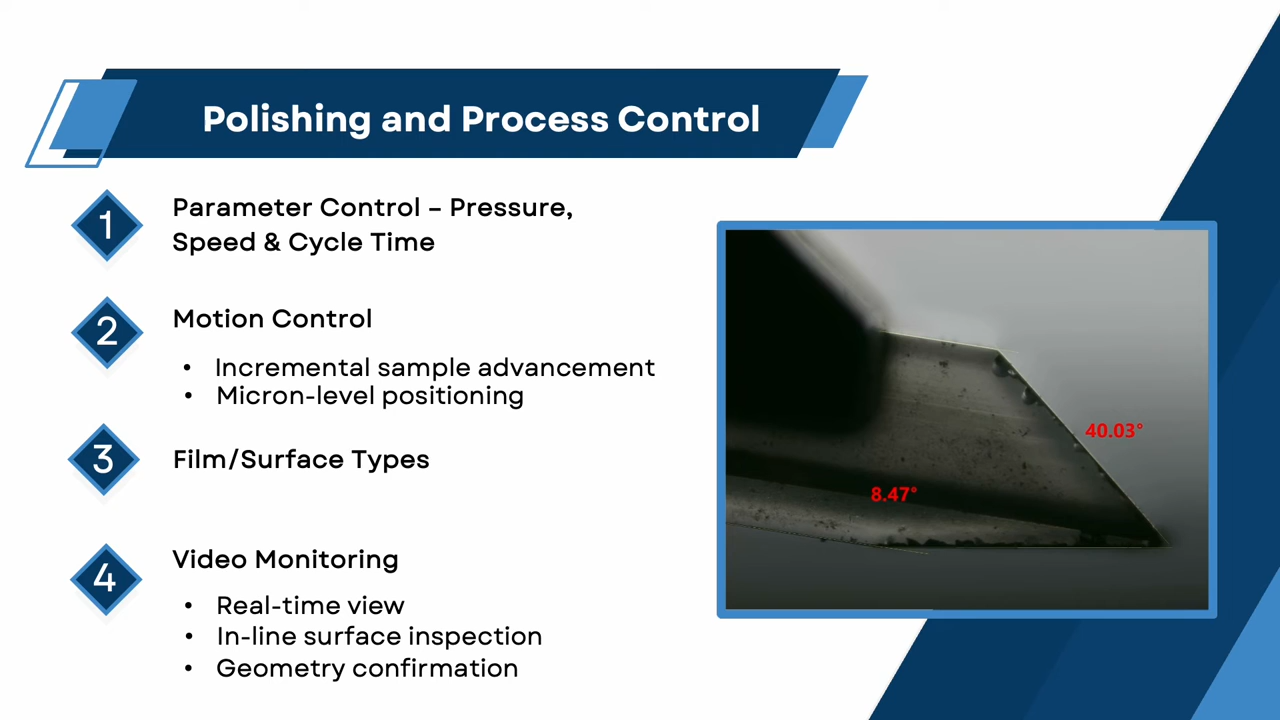 Polishing and Process Control
1
Parameter Control – Pressure,
Speed & Cycle Time
2
Motion Control
• Incremental sample advancement
• Micron-level positioning
3
Film/Surface Types
4
Video Monitoring
• Real-time view
• In-line surface inspection
• Geometry confirmation
40.03°
8.47°